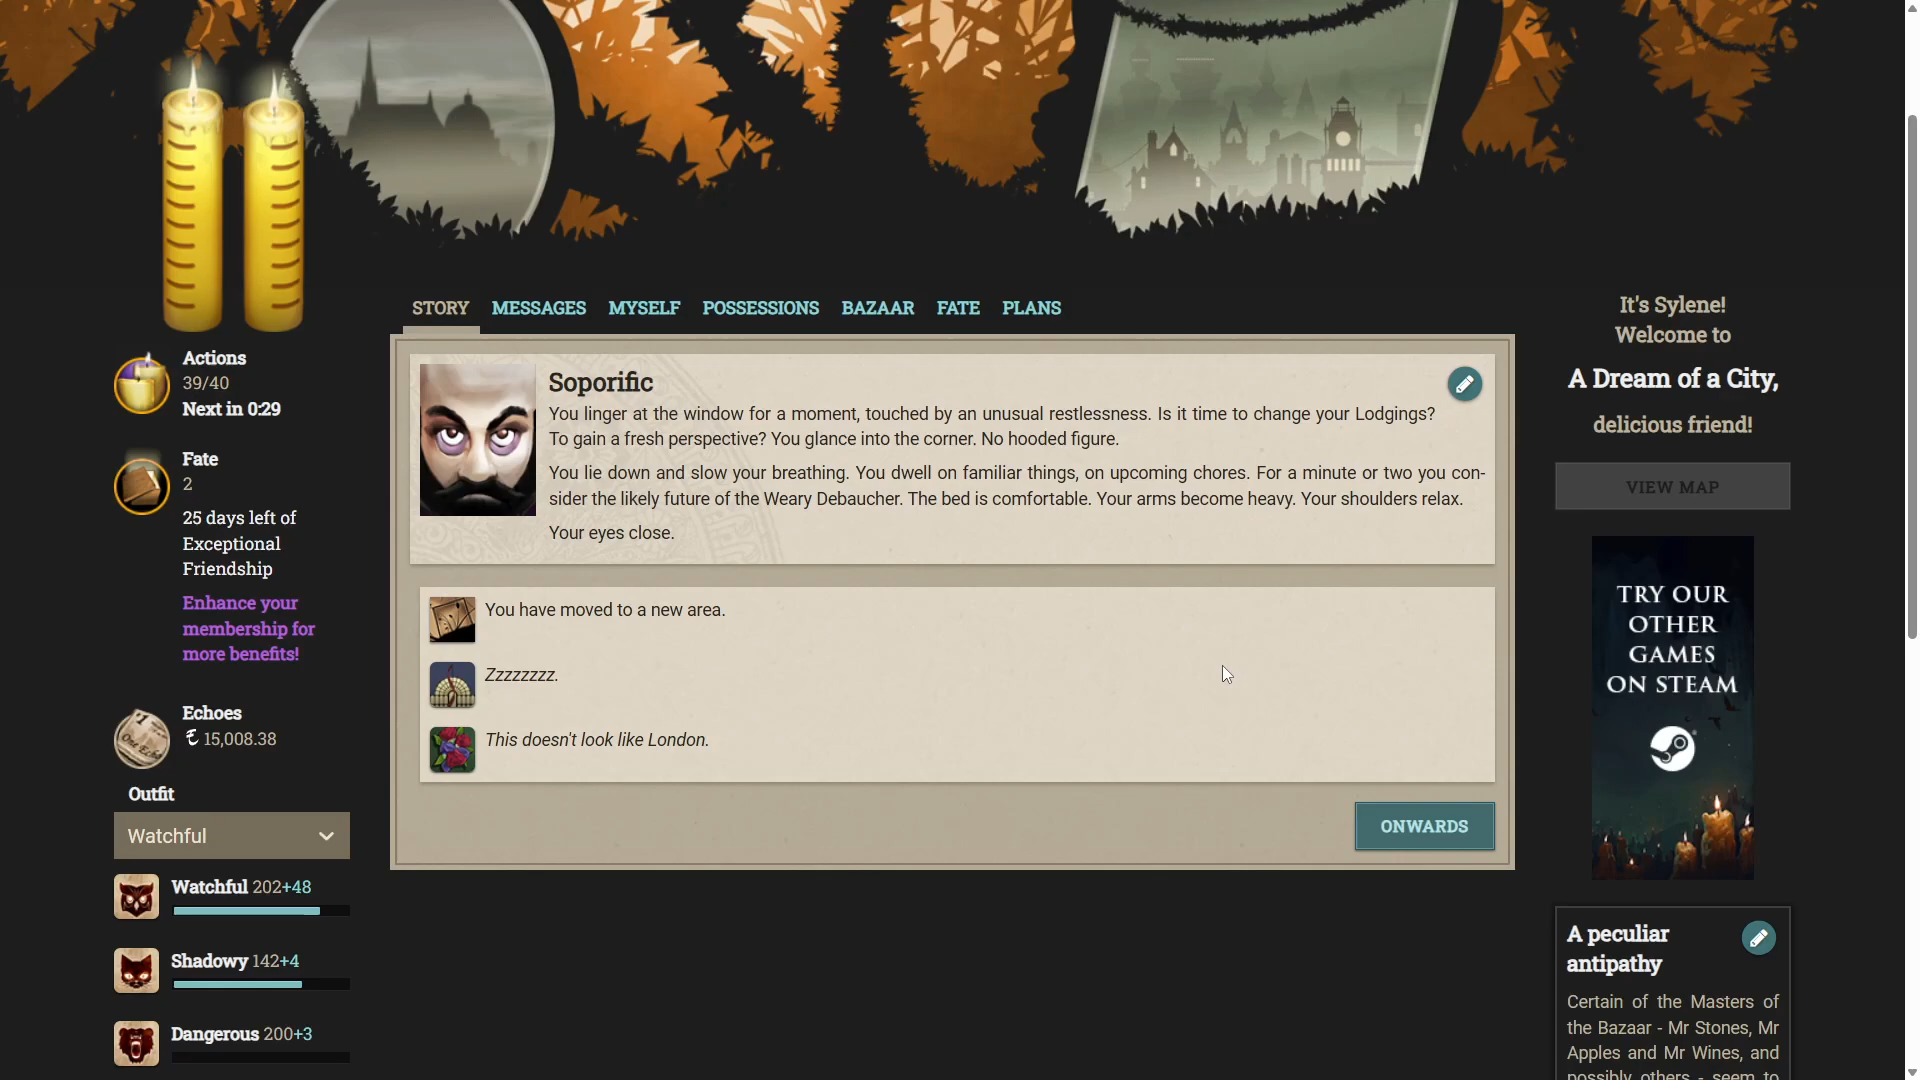 STORY MESSAGES MYSELF POSSESSIONS BAZAAR FATE PLANS
Actions
39/40
Next in 0:29
Fate
2
25 days left of
Exceptional
Friendship
Enhance your
membership for
more benefits!
Echoes
15,008.38
Outfit
Watchful
Watchful 202+48
Shadowy 142+4
Dangerous 200+3
Soporific
You linger at the window for a moment, touched by an unusual restlessness. Is it time to change your Lodgings?
To gain a fresh perspective? You glance into the corner. No hooded figure.
You lie down and slow your breathing. You dwell on familiar things, on upcoming chores. For a minute or two you con-
sider the likely future of the Weary Debaucher. The bed is comfortable. Your arms become heavy. Your shoulders relax.
Your eyes close.
You have moved to a new area.
Zzzzzzzz.
This doesn't look like London.
ONWARDS
It's Sylene!
Welcome to
A Dream of a City,
delicious friend!
VIEW MAP
TRY OUR
OTHER
GAMES
ON STEAM
A peculiar
antipathy
Certain of the Masters of
the Bazaar - Mr Stones, Mr
Apples and Mr Wines, and
possibly others - seem to